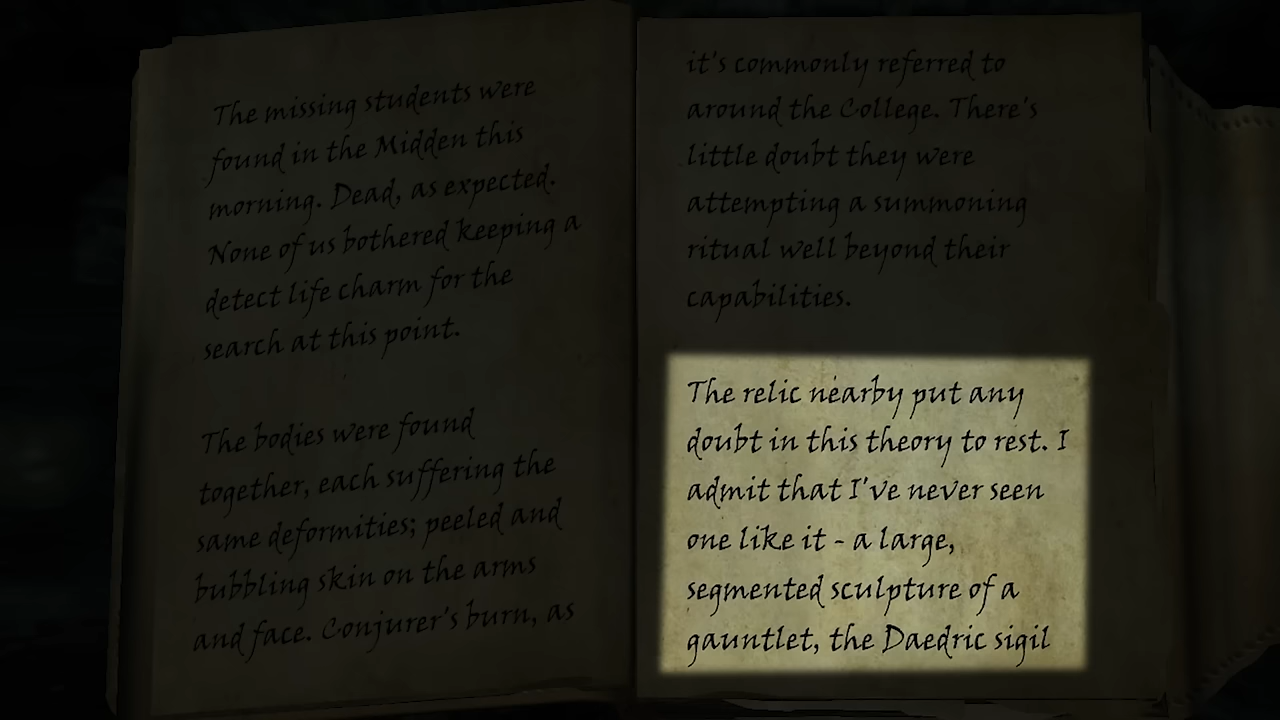 The missing students were
found in the Midden this
morning. Dead, as expected.
None of us bothered keeping a
detect life charm for the
search at this point.
The bodies were found
together, each suffering the
same deformities; peeled and
bubbling skin on the arms
and face. Conjurer's burn, as
it's commonly referred to
around the College. There's
little doubt they were
attempting a summoning
ritual well beyond their
capabilities.
The relic nearby put any
doubt in this theory to rest. I
admit that I've never seen
one like it - a large,
segmented sculpture of a
gauntlet, the Daedric sigil